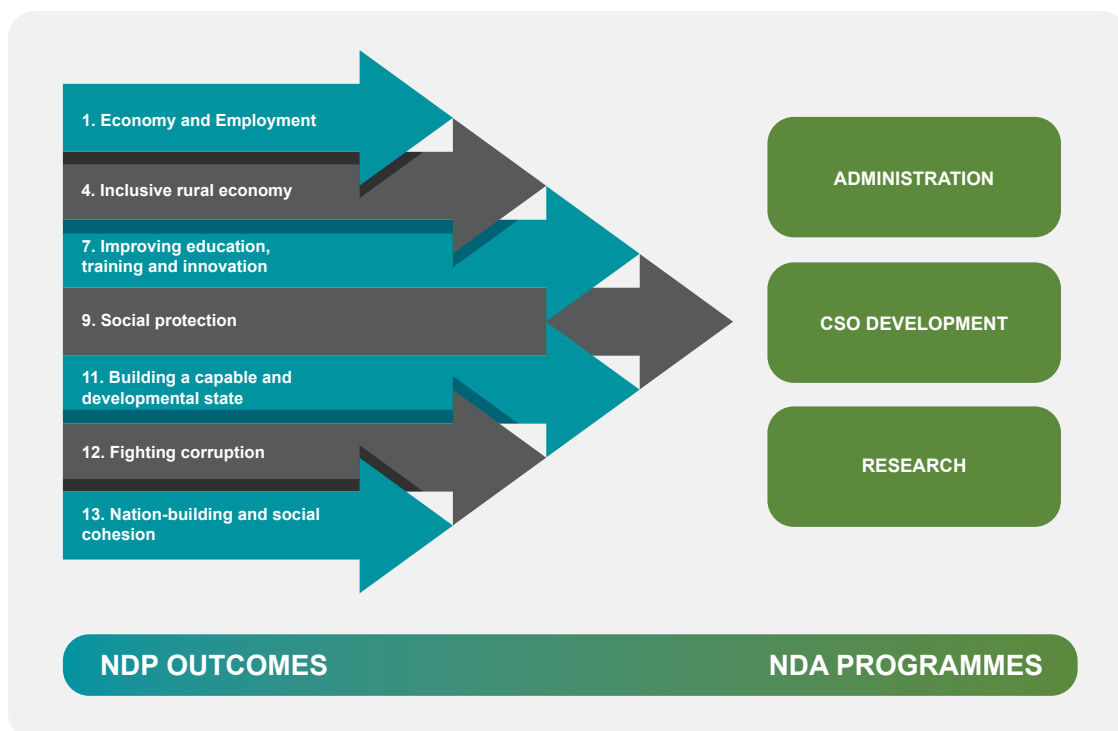 1. Economy and Employment
4. Inclusive rural economy
7. Improving education,
training and innovation
9. Social protection
11. Building a capable and
developmental state
12. Fighting corruption
13. Nation-building and social
cohesion
ADMINISTRATION
CSO DEVELOPMENT
RESEARCH
NDP OUTCOMES
NDA PROGRAMMES